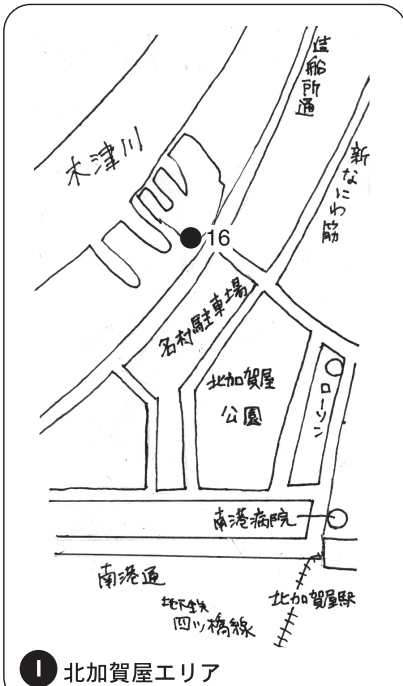 造船所通
新なにわ筋
木津川
16
名村駐車場
北加賀屋
公園
ローソン
南港病院
南港通
地下鉄
四ツ橋線
北加賀屋駅
I 北加賀屋エリア